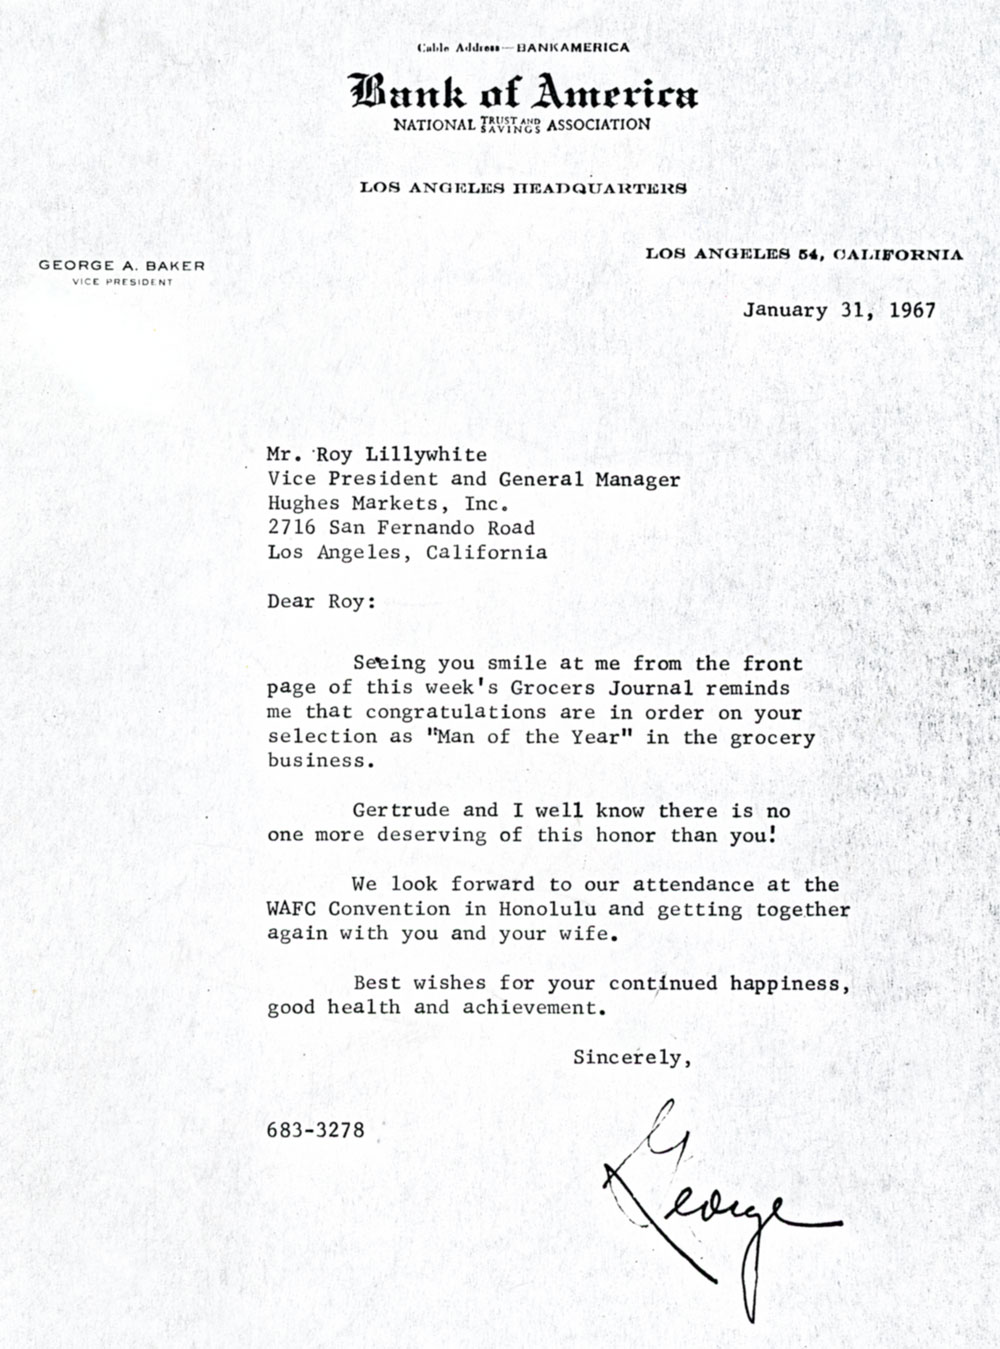 Cable Address—BANKAMERICA
Bank of America
NATIONAL TRUST AND SAVINGS ASSOCIATION
LOS ANGELES HEADQUARTERS
LOS ANGELES 54, CALIFORNIA
GEORGE A. BAKER
VICE PRESIDENT
January 31, 1967
Mr. Roy Lillywhite
Vice President and General Manager
Hughes Markets, Inc.
2716 San Fernando Road
Los Angeles, California
Dear Roy:
Seeing you smile at me from the front
page of this week's Grocers Journal reminds
me that congratulations are in order on your
selection as "Man of the Year" in the grocery
business.
Gertrude and I well know there is no
one more deserving of this honor than you!
We look forward to our attendance at the
WAFC Convention in Honolulu and getting together
again with you and your wife.
Best wishes for your continued happiness,
good health and achievement.
Sincerely,
683-3278
George